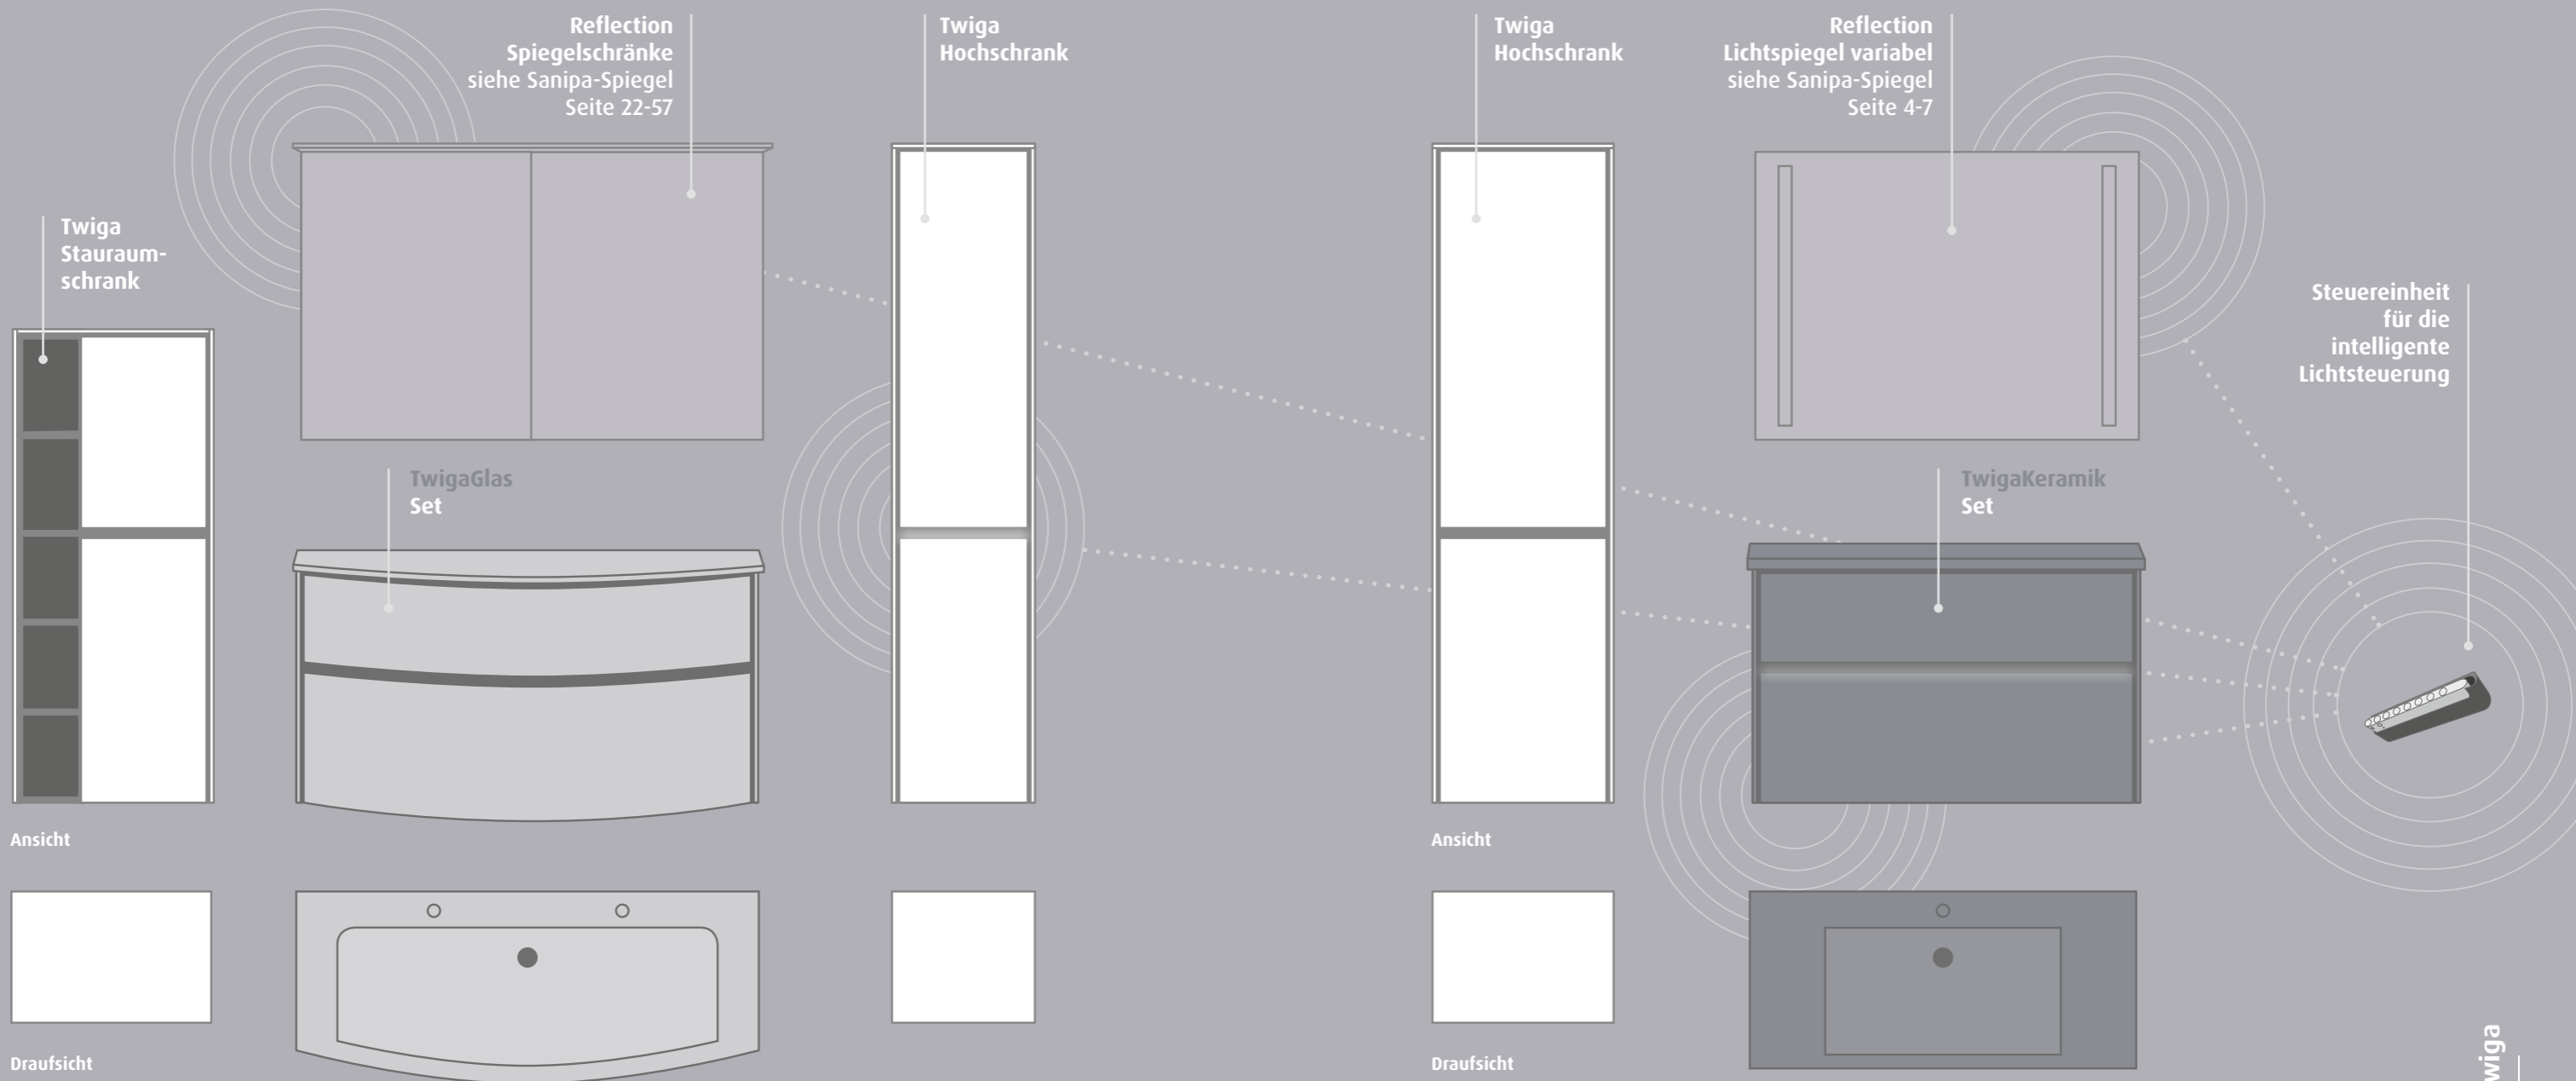 Reflection
Spiegelschränke
siehe Sanipa-Spiegel
Seite 22-57
Twiga
Hochschrank
Twiga
Hochschrank
Reflection
Lichtspiegel variabel
siehe Sanipa-Spiegel
Seite 4-7
Twiga
Stauraum-
schrank
Steuereinheit
für die
intelligente
Lichtsteuerung
TwigaGlas
Set
TwigaKeramik
Set
Ansicht
Ansicht
Draufsicht
Draufsicht
wiga